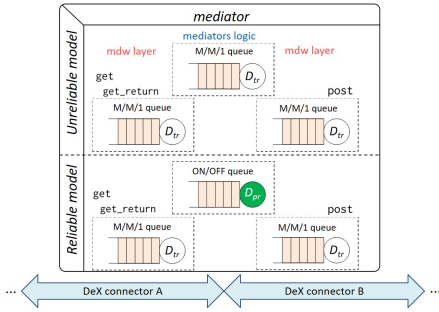 mediator
mediators logic
mdw layer
mdw layer
Unreliable model
M/M/1 queue
D_tr
get
get_return
post
M/M/1 queue
D_tr
M/M/1 queue
D_tr
Reliable model
ON/OFF queue
D_pr
get
get_return
post
M/M/1 queue
D_tr
M/M/1 queue
D_tr
... DeX connector A DeX connector B ...